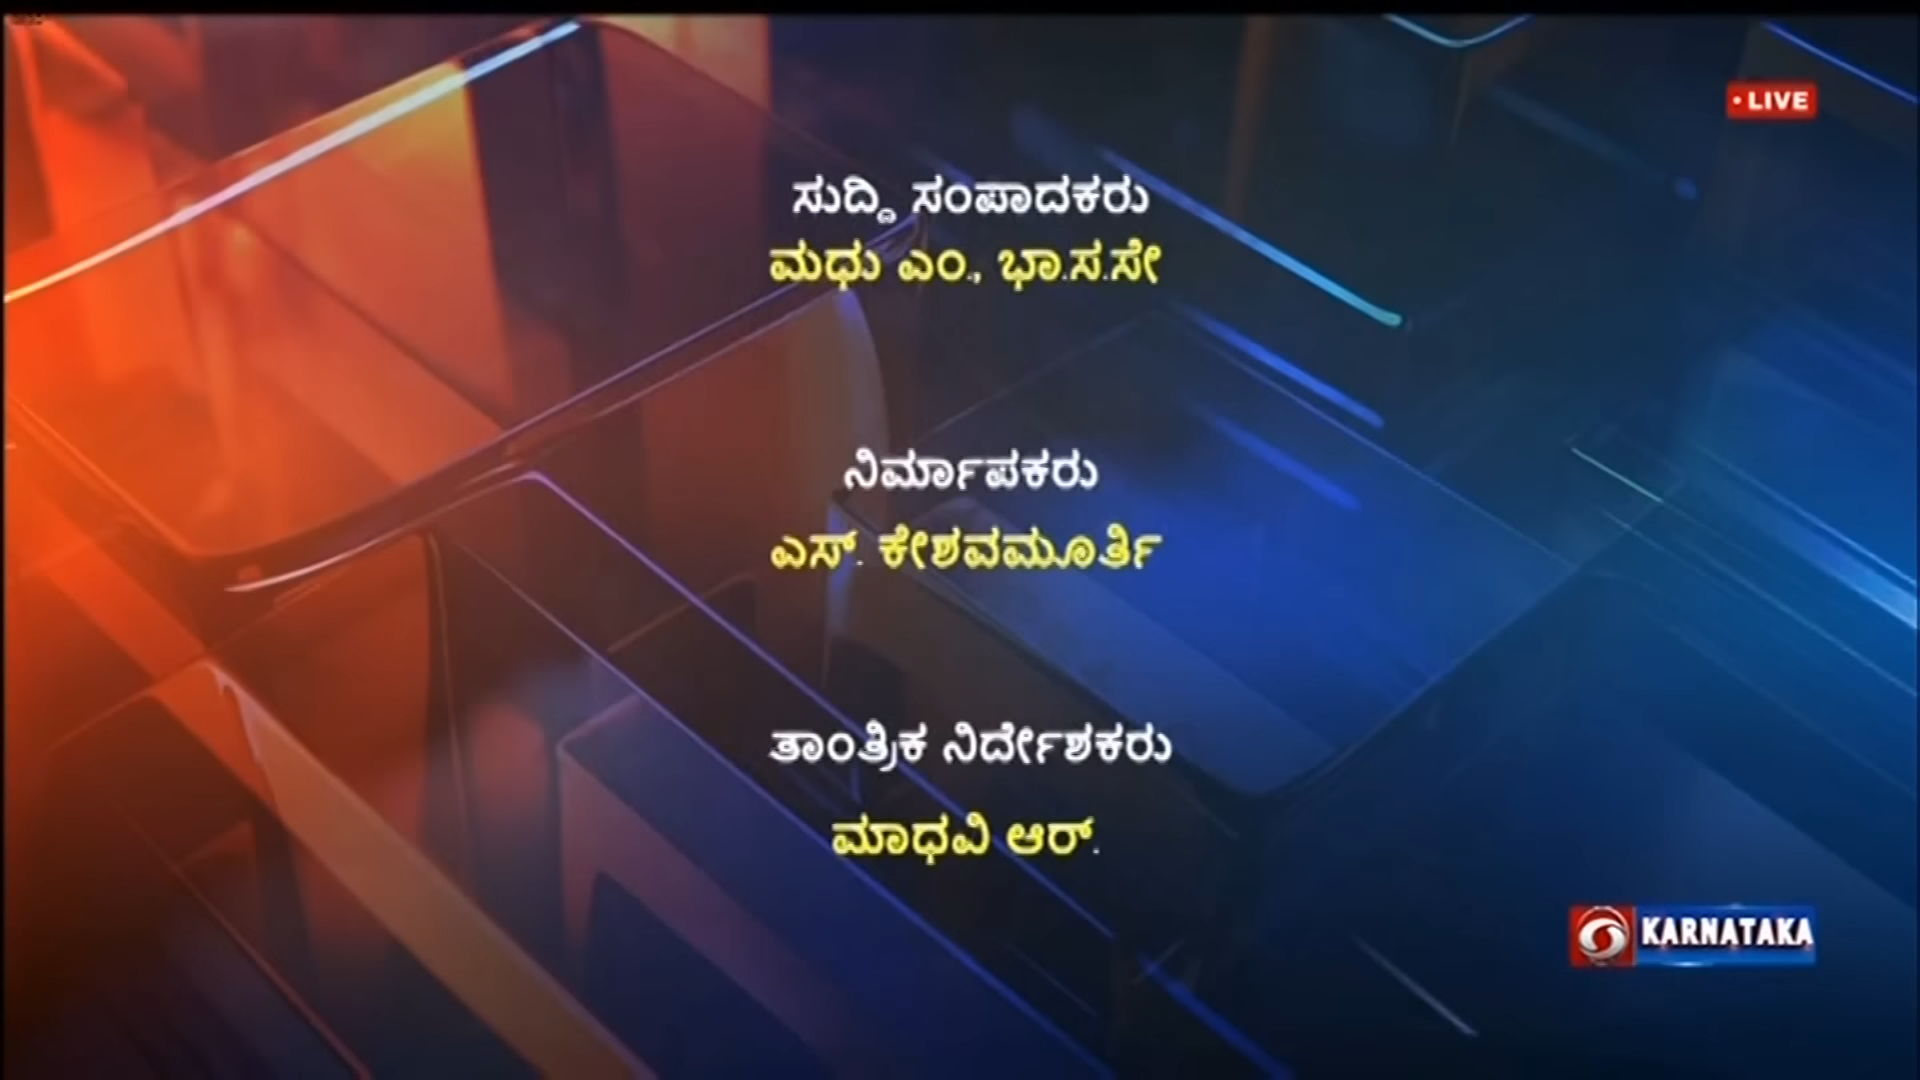 • LIVE
ಸುದ್ದಿ ಸಂಪಾದಕರು
ಮಧು ಎಂ., ಭಾ.ಸ.ಸೇ
ನಿರ್ಮಾಪಕರು
ಎಸ್. ಕೇಶವಮೂರ್ತಿ
ತಾಂತ್ರಿಕ ನಿರ್ದೇಶಕರು
ಮಾಧವಿ ಆರ್.
KARNATAKA